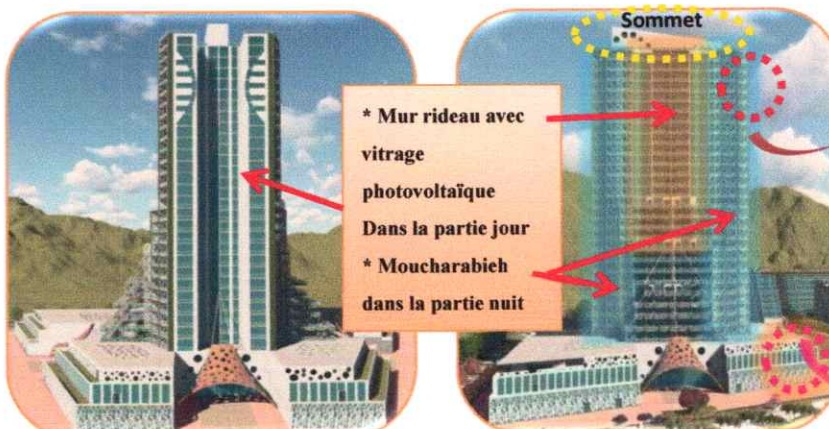 Sommet
* Mur rideau avec
vitrage
photovoltaïque
Dans la partie jour
* Moucharabieh
dans la partie nuit